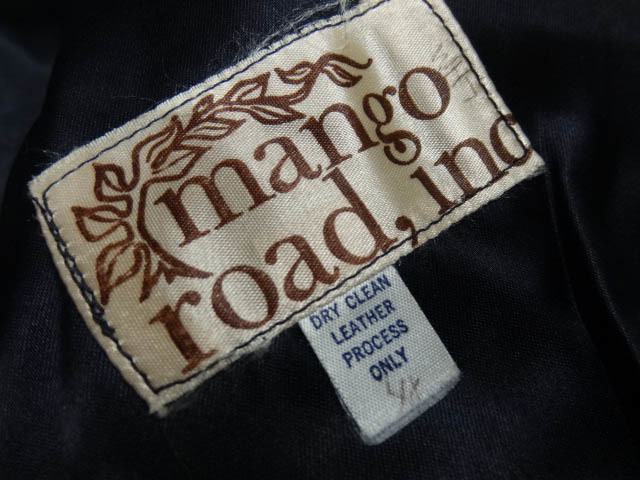 mango
road, inc
DRY CLEAN
LEATHER
PROCESS
ONLY